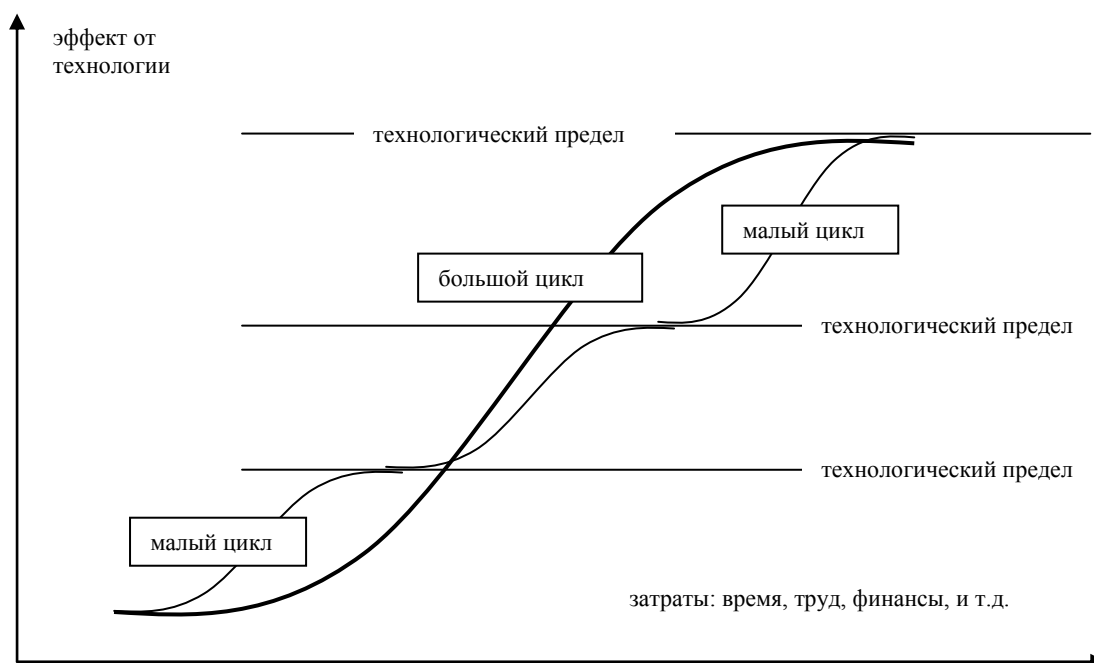 эффект от
технологии
технологический предел
малый цикл
большой цикл
технологический предел
технологический предел
малый цикл
затраты: время, труд, финансы, и т.д.